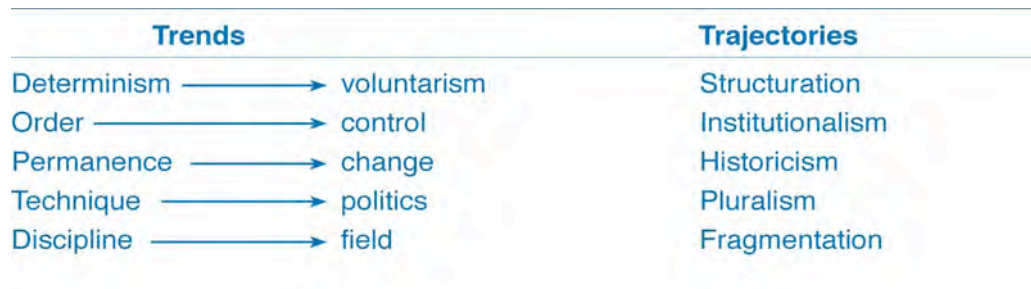 Trends Trajectories
Determinism voluntarism Structuration
Order control Institutionalism
Permanence change Historicism
Technique politics Pluralism
Discipline field Fragmentation